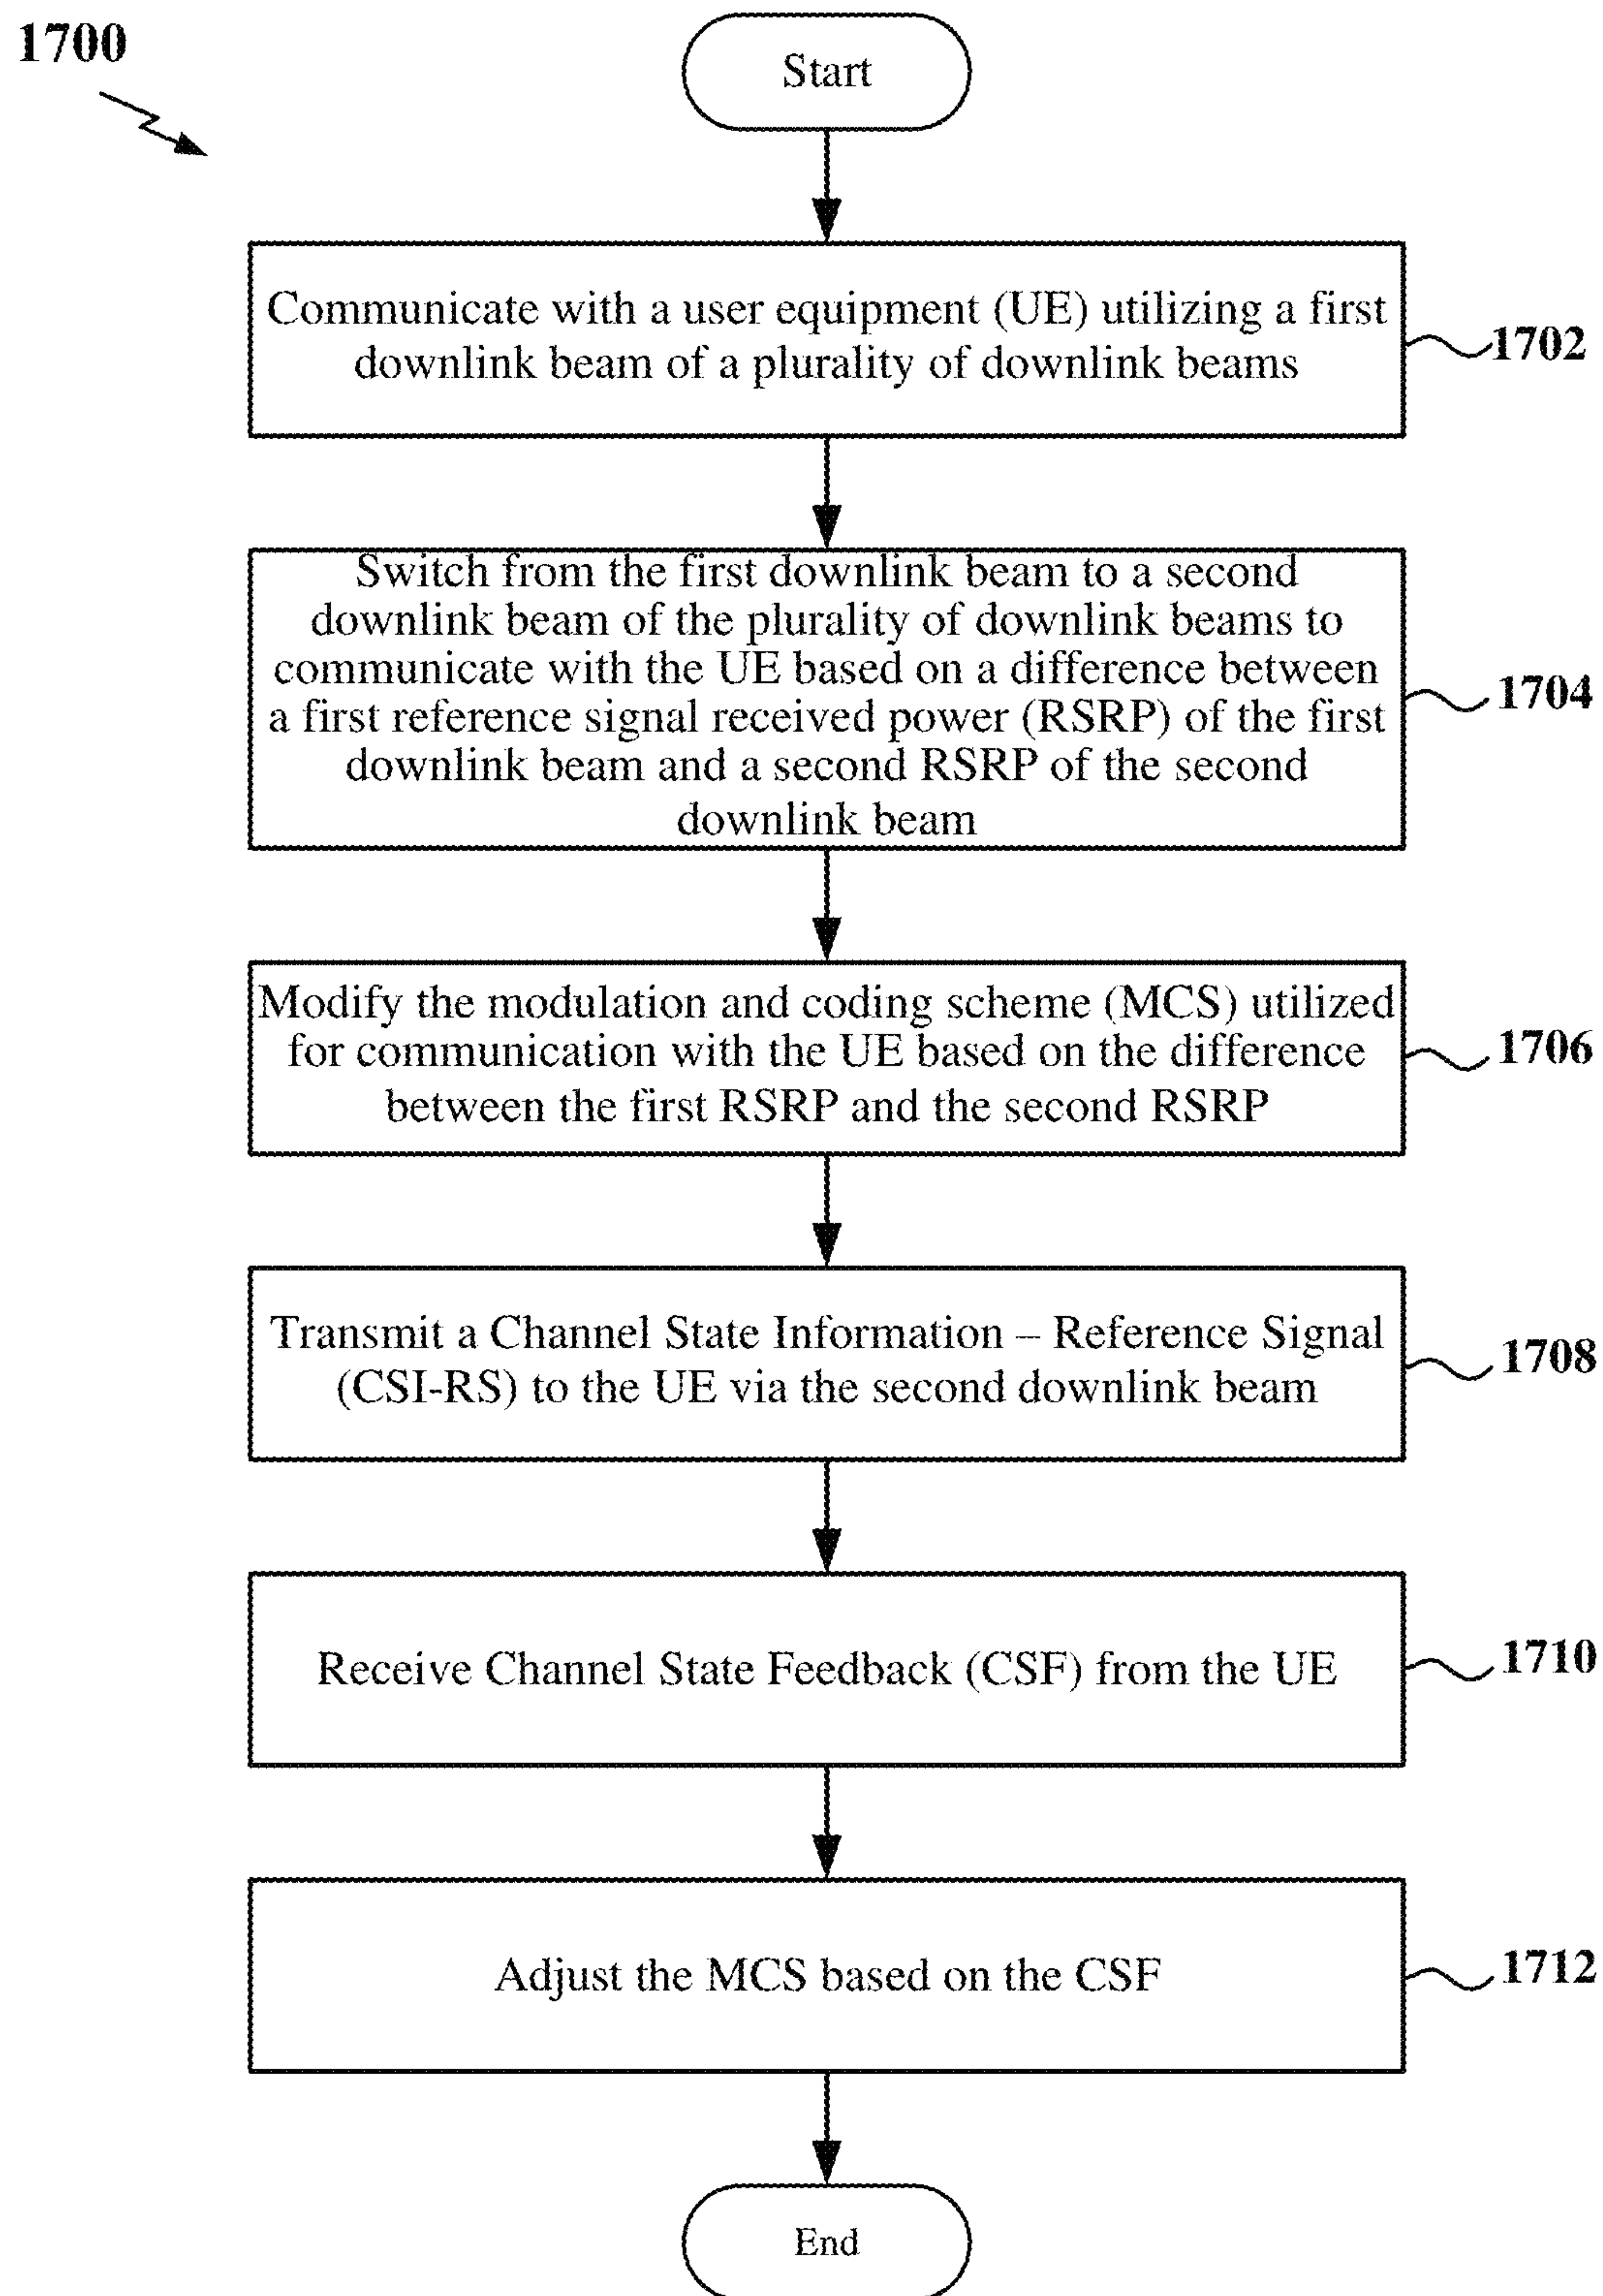 1700
Start
Communicate with a user equipment (UE) utilizing a first
downlink beam of a plurality of downlink beams
1702
Switch from the first downlink beam to a second
downlink beam of the plurality of downlink beams to
communicate with the UE based on a difference between
a first reference signal received power (RSRP) of the first
downlink beam and a second RSRP of the second
downlink beam
1704
Modify the modulation and coding scheme (MCS) utilized
for communication with the UE based on the difference
between the first RSRP and the second RSRP
1706
Transmit a Channel State Information – Reference Signal
(CSI-RS) to the UE via the second downlink beam
1708
Receive Channel State Feedback (CSF) from the UE
1710
Adjust the MCS based on the CSF
1712
End